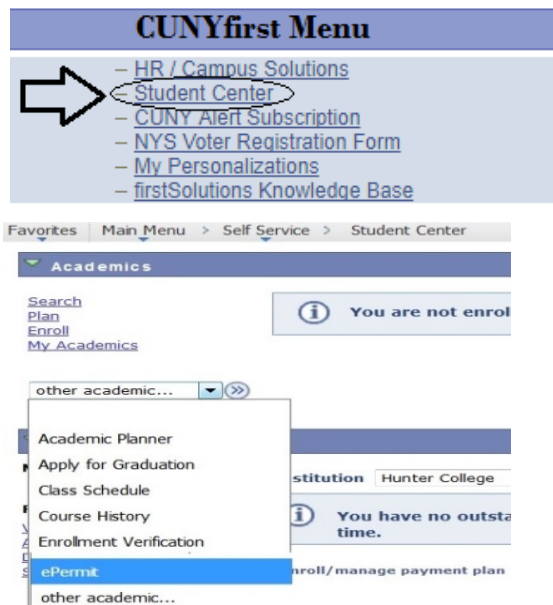 CUNYfirst Menu
– HR / Campus Solutions
– Student Center
– CUNY Alert Subscription
– NYS Voter Registration Form
– My Personalizations
– firstSolutions Knowledge Base
Favorites Main Menu > Self Service > Student Center
Academics
Search
Plan
Enroll
My Academics
You are not enrol
other academic...
Academic Planner
Apply for Graduation
Class Schedule
Course History
Enrollment Verification
ePermit
other academic...
stitution Hunter College
You have no outsta
time.
nroll/manage payment plan